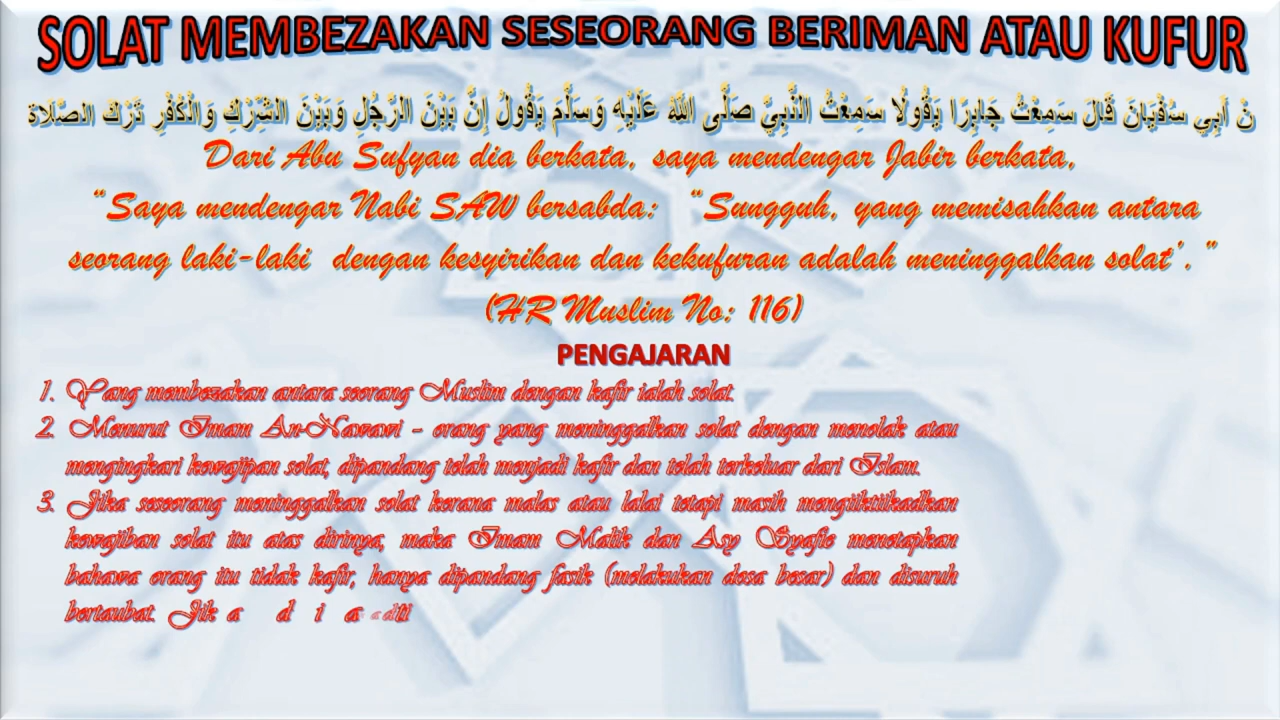 SOLAT MEMBEZAKAN SESEORANG BERIMAN ATAU KUFUR
نْ أَبِي سُفْيَانَ قَالَ سَمِعْتُ جَابِرًا يَقُولُا سَمِعْتُ النَّبِيَّ صَلَّى اللَّهُ عَلَيْهِ وَسَلَّمَ يَقُولُ إِنَّ بَيْنَ الرَّجُلِ وَبَيْنَ الشِّرْكِ وَالْكُفْرِ تَرْكَ الصَّلَاةِ
Dari Abu Sufyan dia berkata, saya mendengar Jabir berkata,
"Saya mendengar Nabi SAW bersabda: "Sungguh, yang memisahkan antara
seorang laki-laki dengan kesyirikan dan kekufuran adalah meninggalkan solat'."
(HR Muslim No: 116)
PENGAJARAN
1. Yang membezakan antara seorang Muslim dengan kafir ialah solat.
2. Menurut Imam An-Nawawi - orang yang meninggalkan solat dengan menolak atau
mengingkari kewajipan solat, dipandang telah menjadi kafir dan telah terkeluar dari Islam.
3. Jika seseorang meninggalkan solat kerana malas atau lalai tetapi masih mengiiktiikadkan
kewajiban solat itu atas dirinya, maka Imam Malik dan Asy Syafie menetapkan
bahawa orang itu tidak kafir, hanya dipandang fasik (melakukan dosa besar) dan disuruh
bertaubat. Jik a d i a